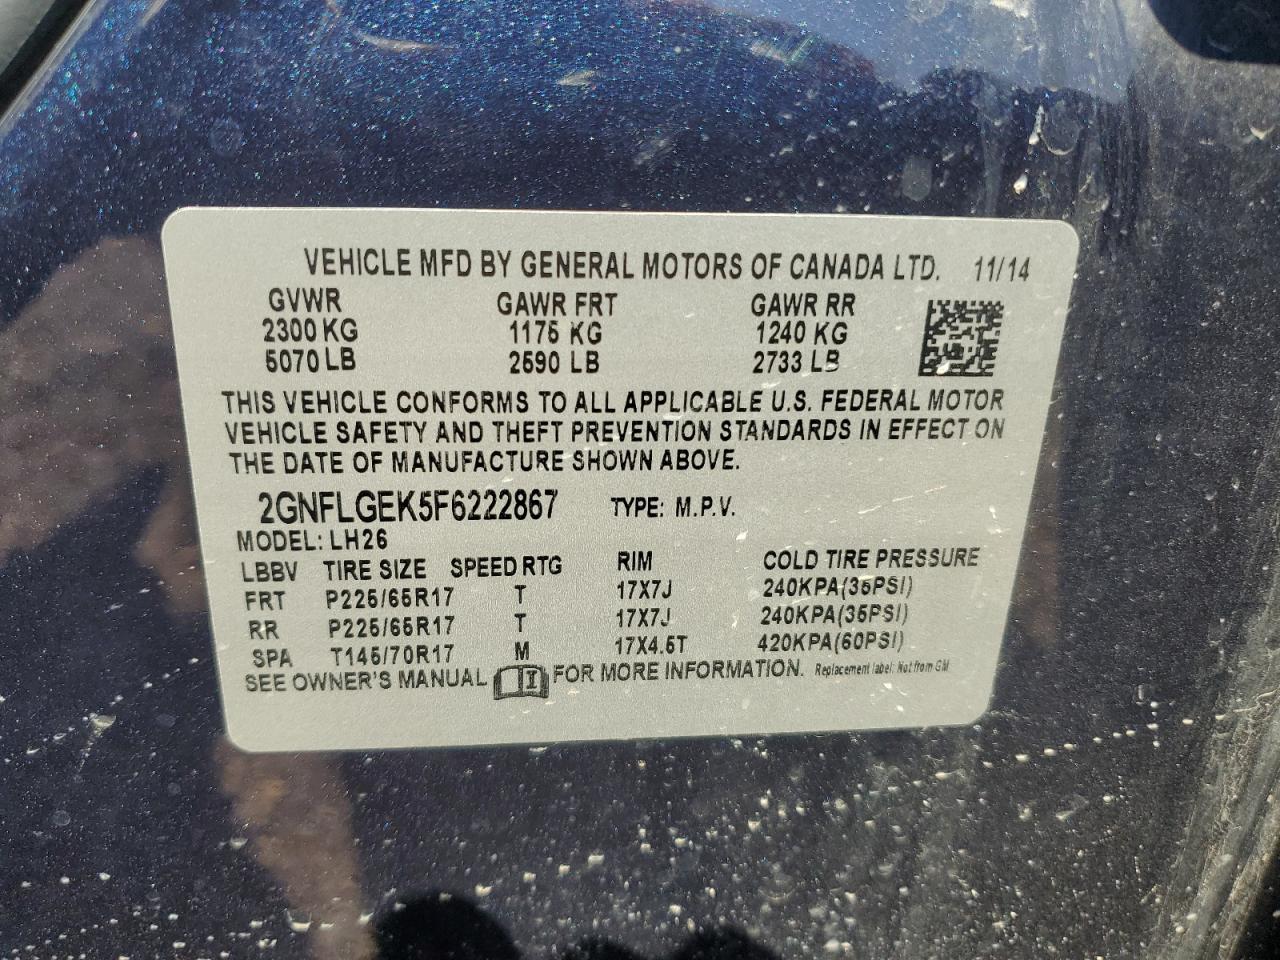 VEHICLE MFD BY GENERAL MOTORS OF CANADA LTD. 11/14
GVWR GAWR FRT GAWR RR
2300 KG 1175 KG 1240 KG
5070 LB 2590 LB 2733 LB
THIS VEHICLE CONFORMS TO ALL APPLICABLE U.S. FEDERAL MOTOR
VEHICLE SAFETY AND THEFT PREVENTION STANDARDS IN EFFECT ON
THE DATE OF MANUFACTURE SHOWN ABOVE.
2GNFLGEK5F6222867 TYPE: M.P.V.
MODEL: LH26
LBBV TIRE SIZE SPEED RTG RIM COLD TIRE PRESSURE
FRT P225/65R17 T 17X7J 240KPA(35PSI)
RR P225/65R17 T 17X7J 240KPA(35PSI)
SPA T145/70R17 M 17X4.5T 420KPA(60PSI)
SEE OWNER'S MANUAL FOR MORE INFORMATION. Replacement label: Not from GM